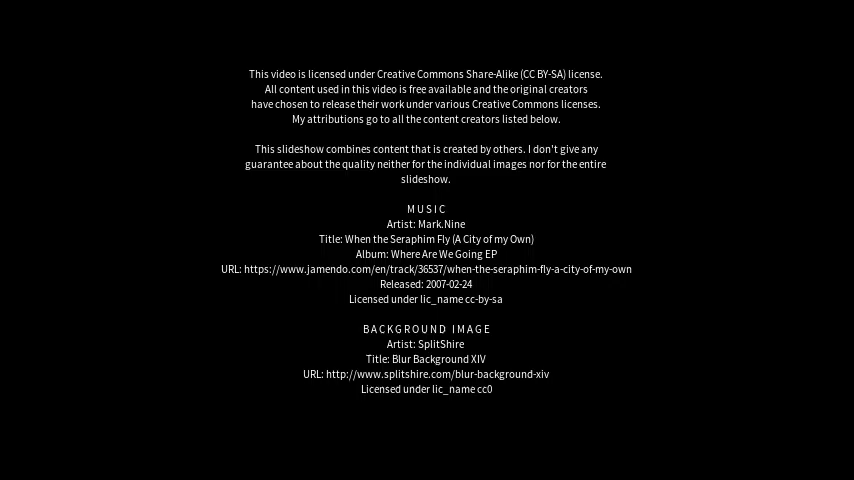 This video is licensed under Creative Commons Share-Alike (CC BY-SA) license.
All content used in this video is free available and the original creators
have chosen to release their work under various Creative Commons licenses.
My attributions go to all the content creators listed below.
This slideshow combines content that is created by others. I don't give any
guarantee about the quality neither for the individual images nor for the entire
slideshow.
MUSIC
Artist: Mark.Nine
Title: When the Seraphim Fly (A City of my Own)
Album: Where Are We Going EP
URL: https://www.jamendo.com/en/track/36537/when-the-seraphim-fly-a-city-of-my-own
Released: 2007-02-24
Licensed under lic_name cc-by-sa
BACKGROUND IMAGE
Artist: SplitShire
Title: Blur Background XIV
URL: http://www.splitshire.com/blur-background-xiv
Licensed under lic_name cc0